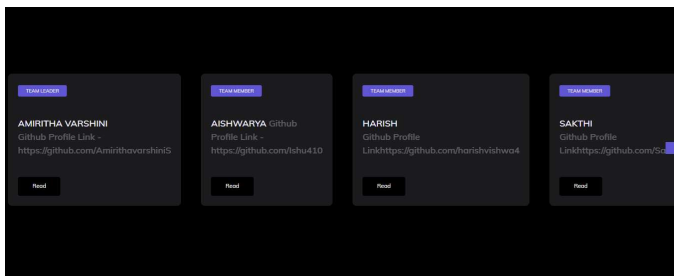 TEAM LEADER
AMIRITHA VARSHINI
Github Profile Link -
https://github.com/AmirithavarshiniS
Read
TEAM MEMBER
AISHWARYA Github
Profile Link -
https://github.com/Ishu410
Read
TEAM MEMBER
HARISH
Github Profile
Linkhttps://github.com/harishvishwa4
Read
TEAM MEMBER
SAKTHI
Github Profile
Linkhttps://github.com/Sa
Read